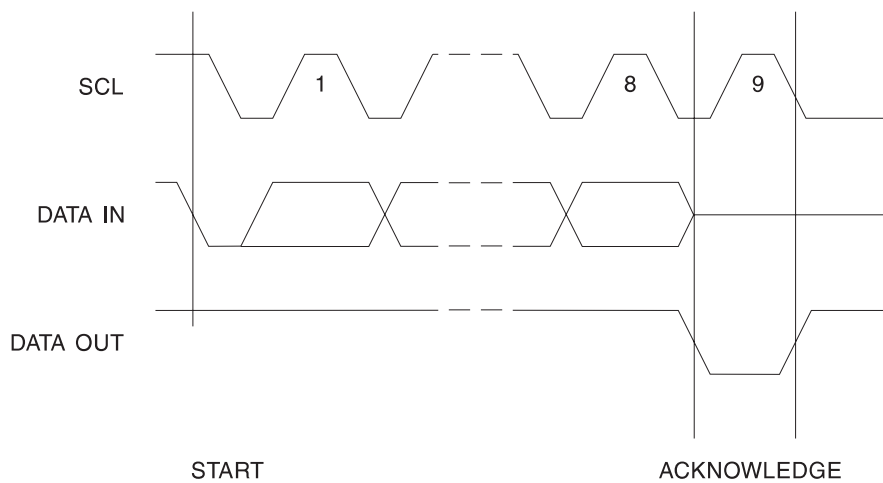 SCL
1
8
9
DATA IN
DATA OUT
START
ACKNOWLEDGE